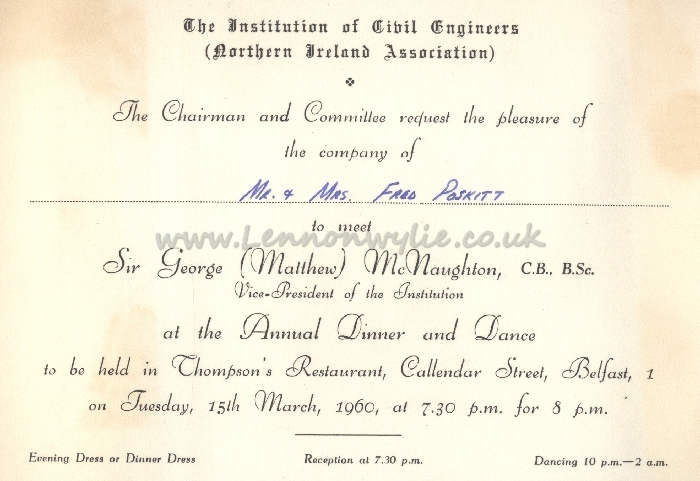 The Institution of Civil Engineers
(Northern Ireland Association)
The Chairman and Committee request the pleasure of
the company of
Mr. & Mrs. Fred Poskitt
to meet
www.Lennonwylie.co.uk
Sir George (Matthew) McNaughton, C.B., B.Sc.
Vice-President of the Institution
at the Annual Dinner and Dance
to be held in Thompson's Restaurant, Callendar Street, Belfast, 1
on Tuesday, 15th March, 1960, at 7.30 p.m. for 8 p.m.
Evening Dress or Dinner Dress Reception at 7.30 p.m. Dancing 10 p.m.—2 a.m.